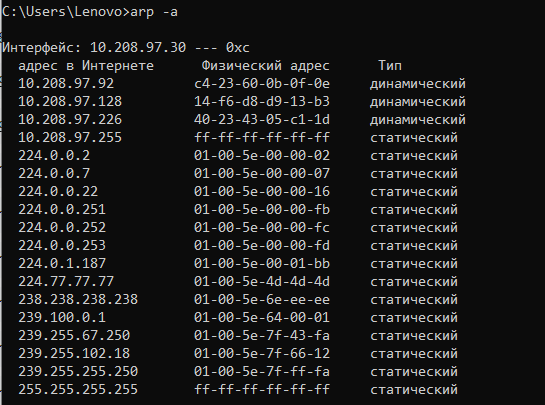 C:\Users\Lenovo>arp -a
Интерфейс: 10.208.97.30 --- 0xc
адрес в Интернете Физический адрес Тип
10.208.97.92 c4-23-60-0b-0f-0e динамический
10.208.97.128 14-f6-d8-d9-13-b3 динамический
10.208.97.226 40-23-43-05-c1-1d динамический
10.208.97.255 ff-ff-ff-ff-ff-ff статический
224.0.0.2 01-00-5e-00-00-02 статический
224.0.0.7 01-00-5e-00-00-07 статический
224.0.0.22 01-00-5e-00-00-16 статический
224.0.0.251 01-00-5e-00-00-fb статический
224.0.0.252 01-00-5e-00-00-fc статический
224.0.0.253 01-00-5e-00-00-fd статический
224.0.1.187 01-00-5e-00-01-bb статический
224.77.77.77 01-00-5e-4d-4d-4d статический
238.238.238.238 01-00-5e-6e-ee-ee статический
239.100.0.1 01-00-5e-64-00-01 статический
239.255.67.250 01-00-5e-7f-43-fa статический
239.255.102.18 01-00-5e-7f-66-12 статический
239.255.255.250 01-00-5e-7f-ff-fa статический
255.255.255.255 ff-ff-ff-ff-ff-ff статический